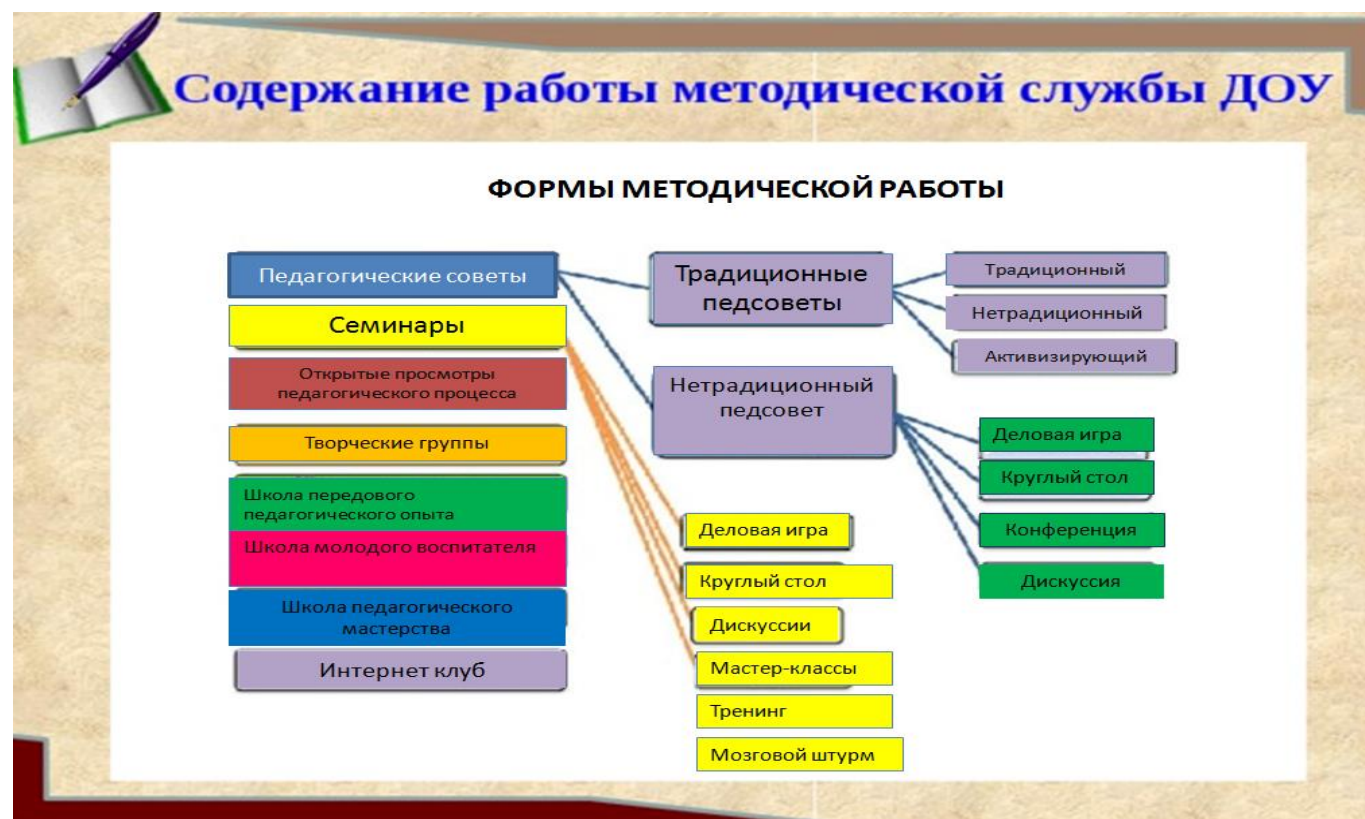 Содержание работы методической службы ДОУ
ФОРМЫ МЕТОДИЧЕСКОЙ РАБОТЫ
Педагогические советы
Семинары
Открытые просмотры
педагогического процесса
Творческие группы
Школа передового
педагогического опыта
Школа молодого воспитателя
Школа педагогического
мастерства
Интернет клуб
Традиционные
педсоветы
Нетрадиционный
педсовет
Традиционный
Нетрадиционный
Активизирующий
Деловая игра
Круглый стол
Конференция
Дискуссия
Деловая игра
Круглый стол
Дискуссии
Мастер-классы
Тренинг
Мозговой штурм